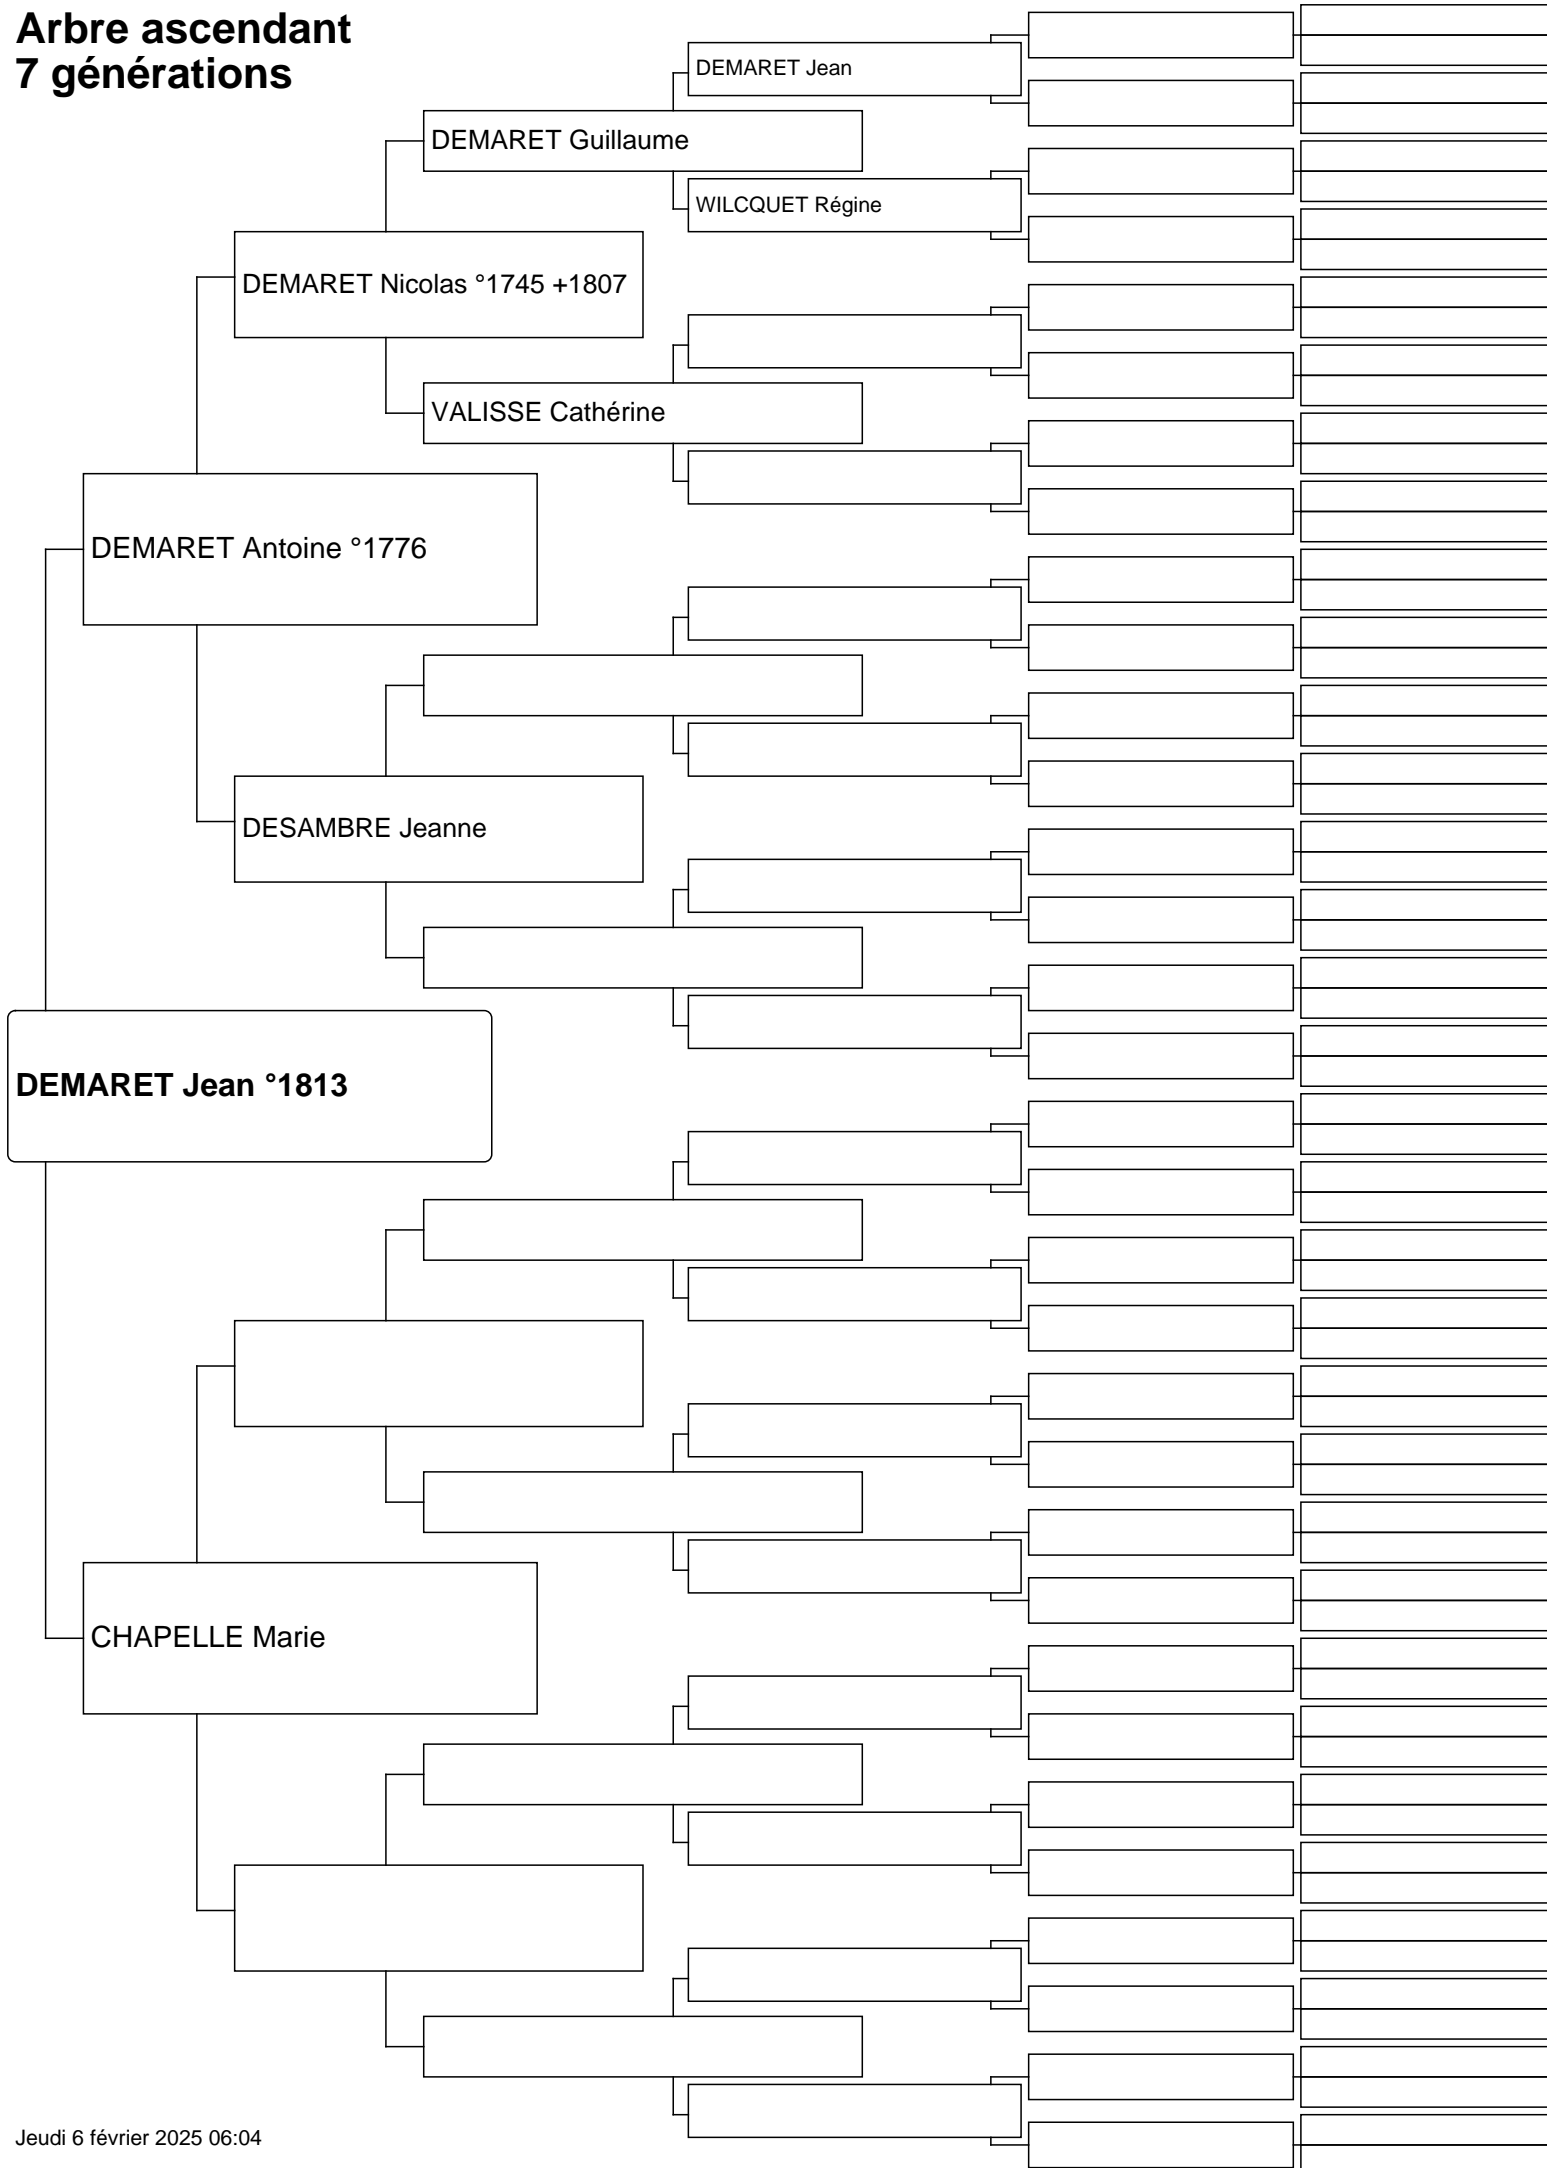 Arbre ascendant
7 générations
DEMARET Jean
DEMARET Guillaume
WILCQUET Régine
DEMARET Nicolas °1745 +1807
VALISSE Cathérine
DEMARET Antoine °1776
DESAMBRE Jeanne
DEMARET Jean °1813
CHAPELLE Marie
Jeudi 6 février 2025 06:04